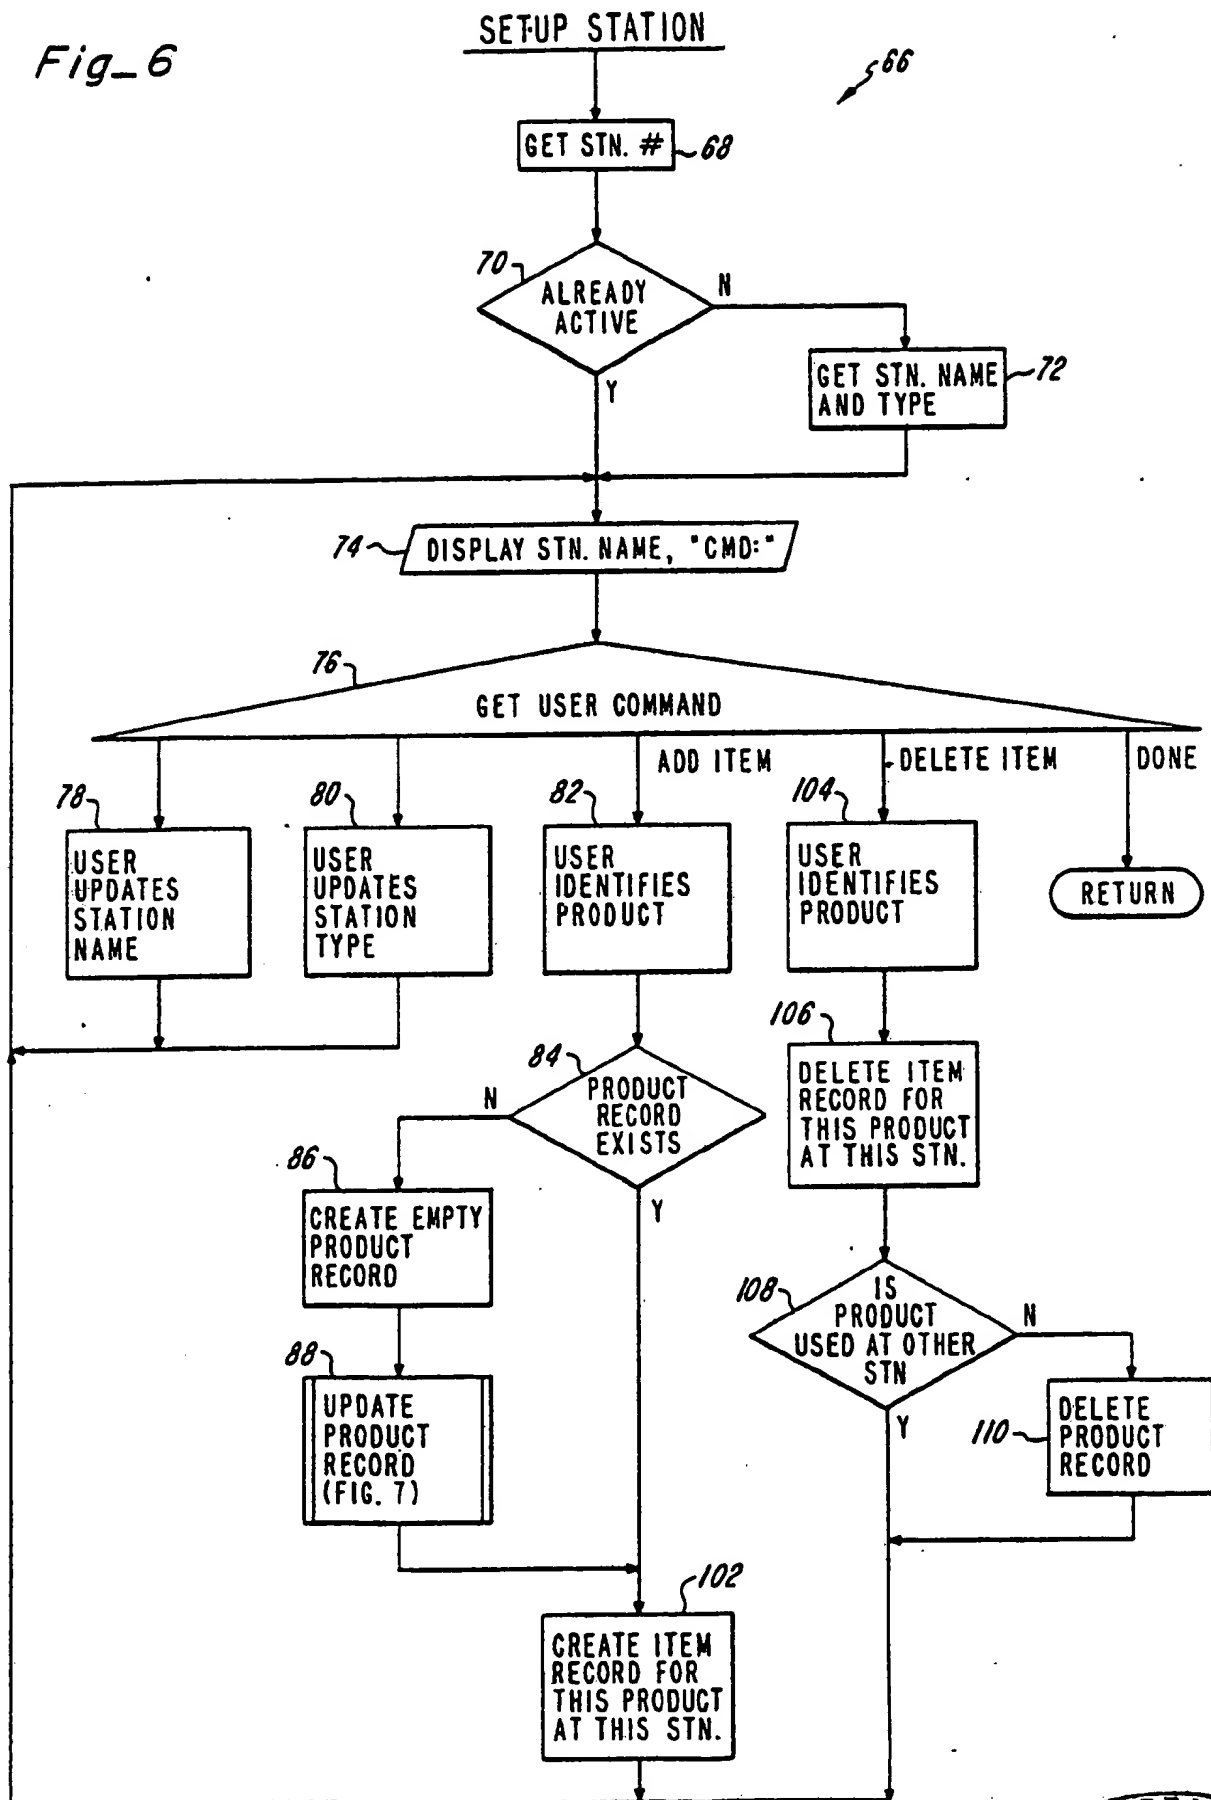 Fig_6
SETUP STATION
66
GET STN. #
68
70
ALREADY
ACTIVE
N
Y
GET STN. NAME
AND TYPE
72
74
DISPLAY STN. NAME, "CMD:"
76
GET USER COMMAND
ADD ITEM
DELETE ITEM
DONE
78
USER
UPDATES
STATION
NAME
80
USER
UPDATES
STATION
TYPE
82
USER
IDENTIFIES
PRODUCT
104
USER
IDENTIFIES
PRODUCT
RETURN
84
PRODUCT
RECORD
EXISTS
N
Y
106
DELETE ITEM
RECORD FOR
THIS PRODUCT
AT THIS STN.
86
CREATE EMPTY
PRODUCT
RECORD
108
IS
PRODUCT
USED AT OTHER
STN
N
Y
88
UPDATE
PRODUCT
RECORD
(FIG. 7)
110
DELETE
PRODUCT
RECORD
102
CREATE ITEM
RECORD FOR
THIS PRODUCT
AT THIS STN.